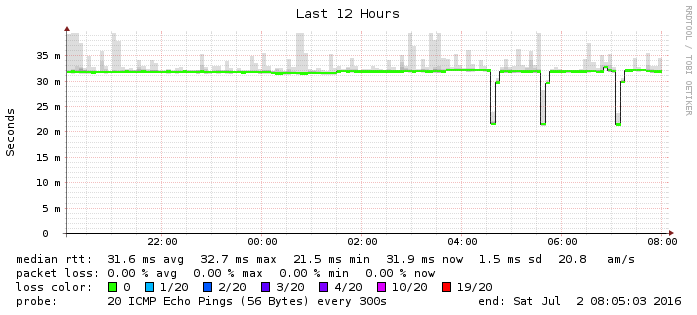 Last 12 Hours
RRDTOOL / TOBI OETIKER
Seconds
35 m
30 m
25 m
20 m
15 m
10 m
5 m
0
22:00 00:00 02:00 04:00 06:00 08:00
median rtt: 31.6 ms avg 32.7 ms max 21.5 ms min 31.9 ms now 1.5 ms sd 20.8 am/s
packet loss: 0.00 % avg 0.00 % max 0.00 % min 0.00 % now
loss color: 0 1/20 2/20 3/20 4/20 10/20 19/20
probe: 20 ICMP Echo Pings (56 Bytes) every 300s end: Sat Jul 2 08:05:03 2016